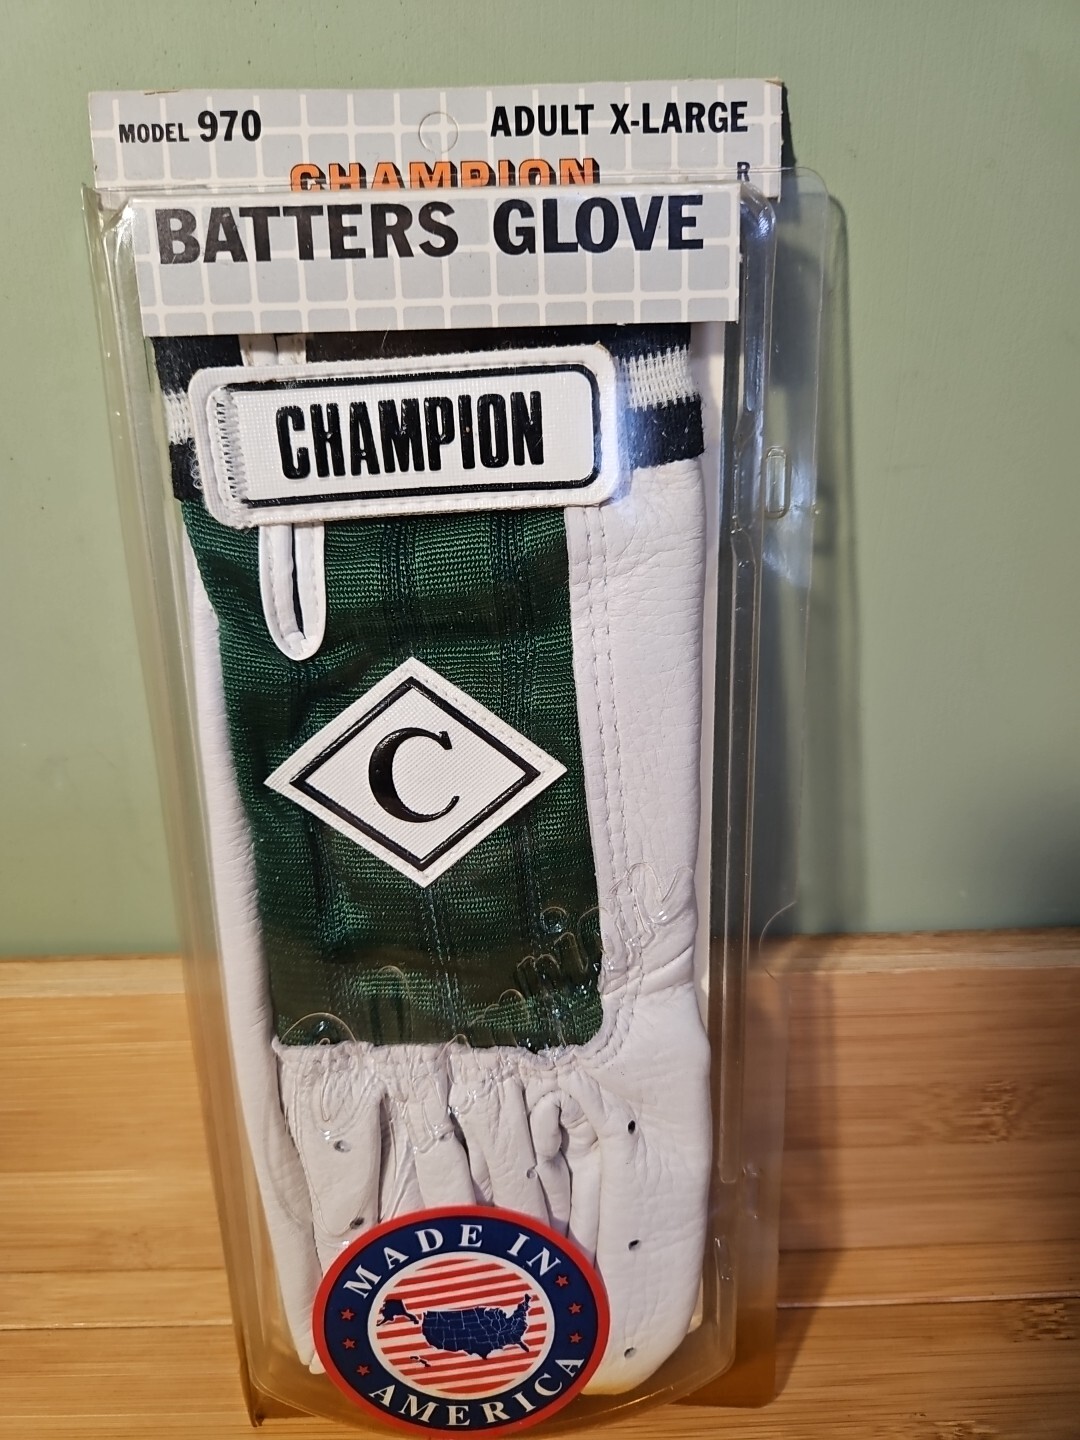 MODEL 970
ADULT X-LARGE
CHAMPION
R
BATTERS GLOVE
CHAMPION
C
MADE IN
AMERICA